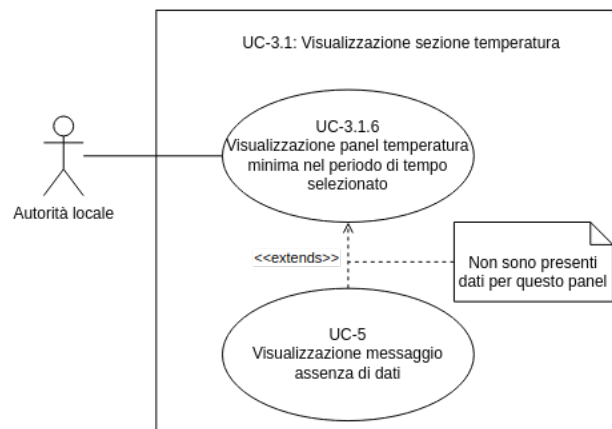 UC-3.1: Visualizzazione sezione temperatura
UC-3.1.6
Visualizzazione panel temperatura
minima nel periodo di tempo
selezionato
Autorità locale
<<extends>>
Non sono presenti
dati per questo panel
UC-5
Visualizzazione messaggio
assenza di dati